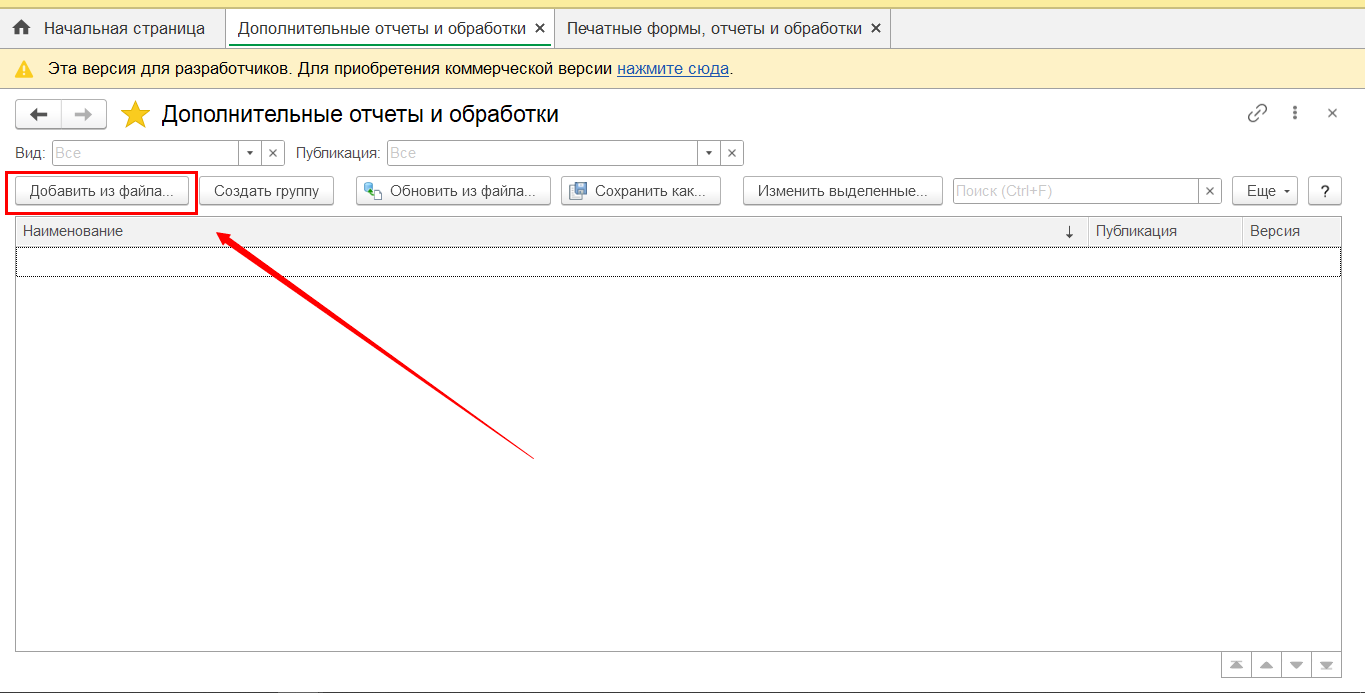 Начальная страница
Дополнительные отчеты и обработки
Печатные формы, отчеты и обработки
Эта версия для разработчиков. Для приобретения коммерческой версии нажмите сюда.
Дополнительные отчеты и обработки
Вид: Все Публикация: Все
Добавить из файла... Создать группу Обновить из файла... Сохранить как... Изменить выделенные... Поиск (Ctrl+F) Еще ?
Наименование Публикация Версия